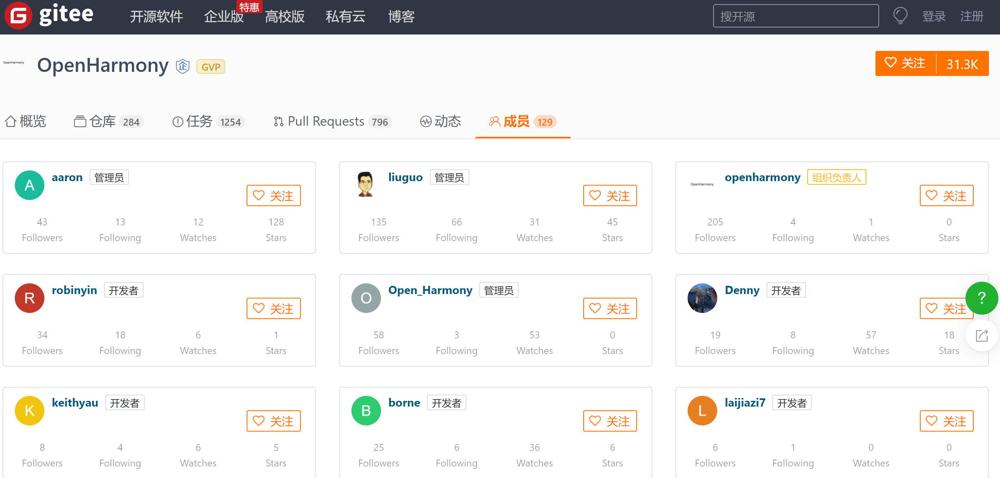 gitee 开源软件 企业版 特惠 高校版 私有云 博客 搜开源 登录 注册
OpenHarmony OpenHarmony 企 GVP 关注 31.3K
概览 仓库 284 任务 1254 Pull Requests 796 动态 成员 129
A aaron 管理员 关注
43 13 12 128
Followers Following Watches Stars
liuguo 管理员 关注
135 66 31 45
Followers Following Watches Stars
OpenHarmony openharmony 组织负责人 关注
205 4 1 0
Followers Following Watches Stars
R robinyin 开发者 关注
34 18 6 1
Followers Following Watches Stars
O Open_Harmony 管理员 关注
58 3 53 0
Followers Following Watches Stars
Denny 开发者 关注 ?
19 8 57 18
Followers Following Watches Stars
K keithyau 开发者 关注
8 4 6 5
Followers Following Watches Stars
B borne 开发者 关注
25 6 36 6
Followers Following Watches Stars
L laijiazi7 开发者 关注
6 1 0 0
Followers Following Watches Stars